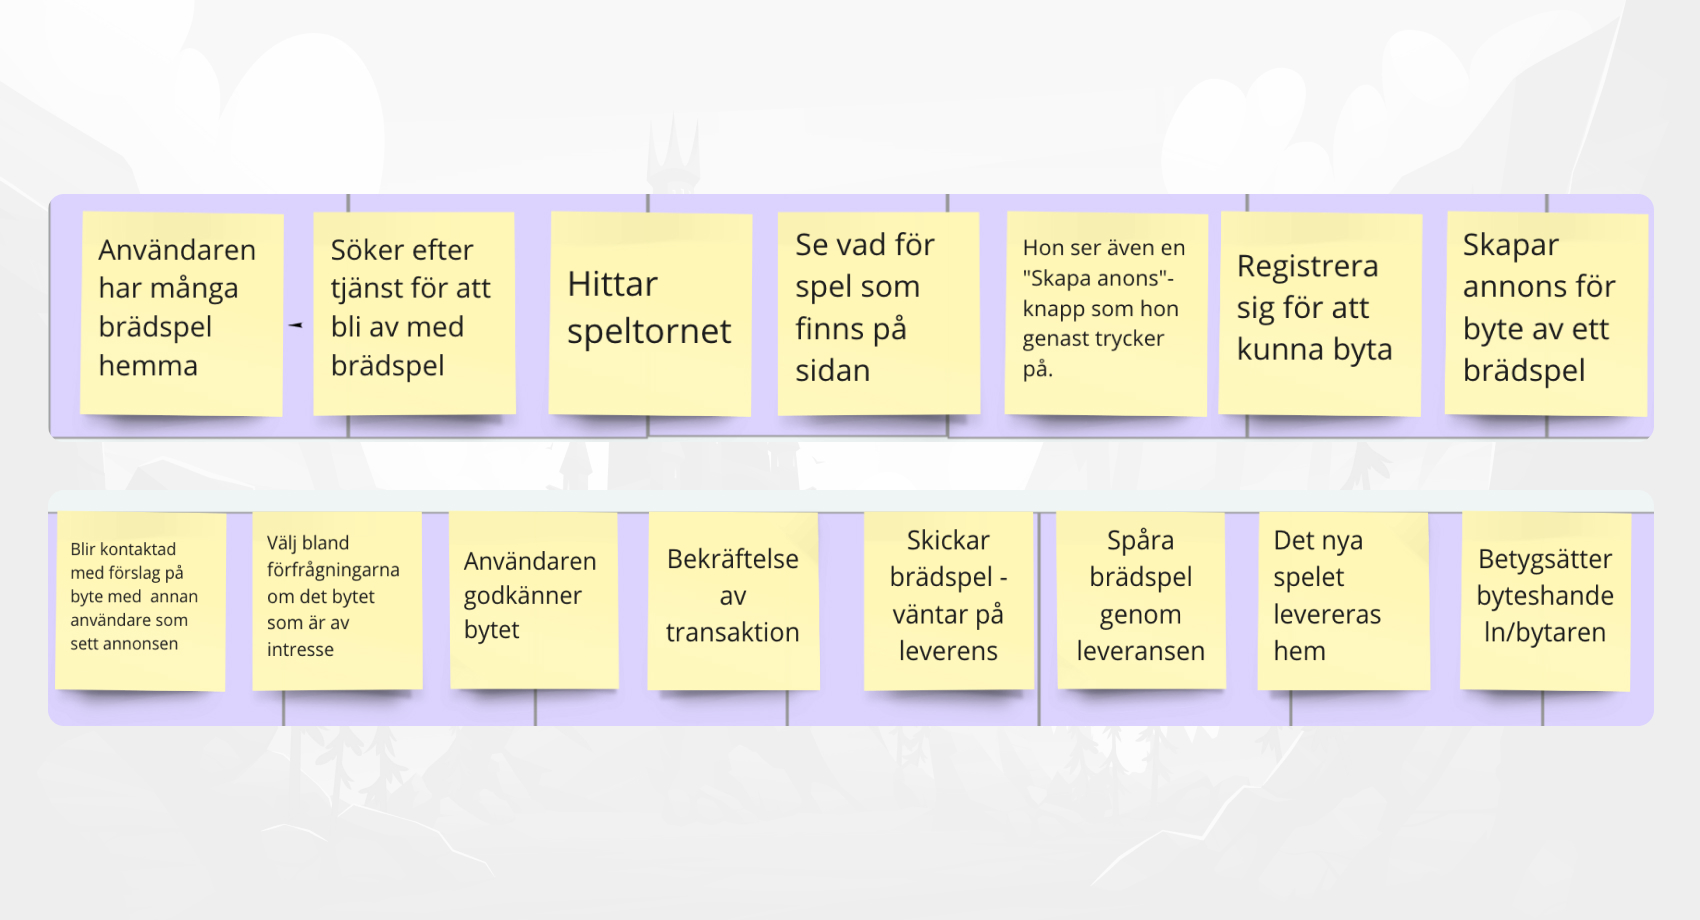 Användaren
har många
brädspel
hemma
Söker efter
tjänst för att
bli av med
brädspel
Hittar
speltornet
Se vad för
spel som
finns på
sidan
Hon ser även en
"Skapa anons"-
knapp som hon
genast trycker
på.
Registrera
sig för att
kunna byta
Skapar
annons för
byte av ett
brädspel
Blir kontaktad
med förslag på
byte med  annan
användare som
sett annonsen
Välj bland
förfrågningarna
om det bytet
som är av
intresse
Användaren
godkänner
bytet
Bekräftelse
av
transaktion
Skickar
brädspel -
väntar på
leverens
Spåra
brädspel
genom
leveransen
Det nya
spelet
levereras
hem
Betygsätter
byteshande
ln/bytaren